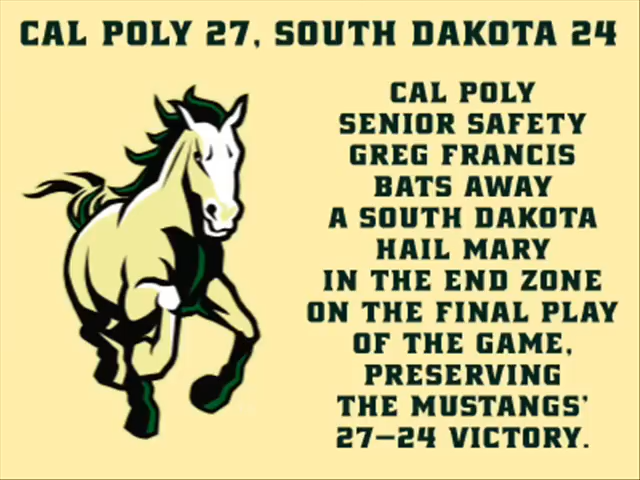 CAL POLY 27, SOUTH DAKOTA 24
CAL POLY
SENIOR SAFETY
GREG FRANCIS
BATS AWAY
A SOUTH DAKOTA
HAIL MARY
IN THE END ZONE
ON THE FINAL PLAY
OF THE GAME,
PRESERVING
THE MUSTANGS'
27–24 VICTORY.